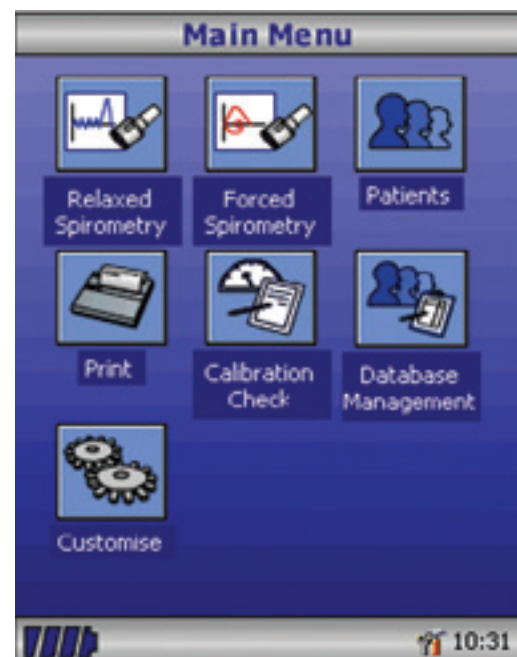 Main Menu
Relaxed
Spirometry
Forced
Spirometry
Patients
Print
Calibration
Check
Database
Management
Customise
10:31